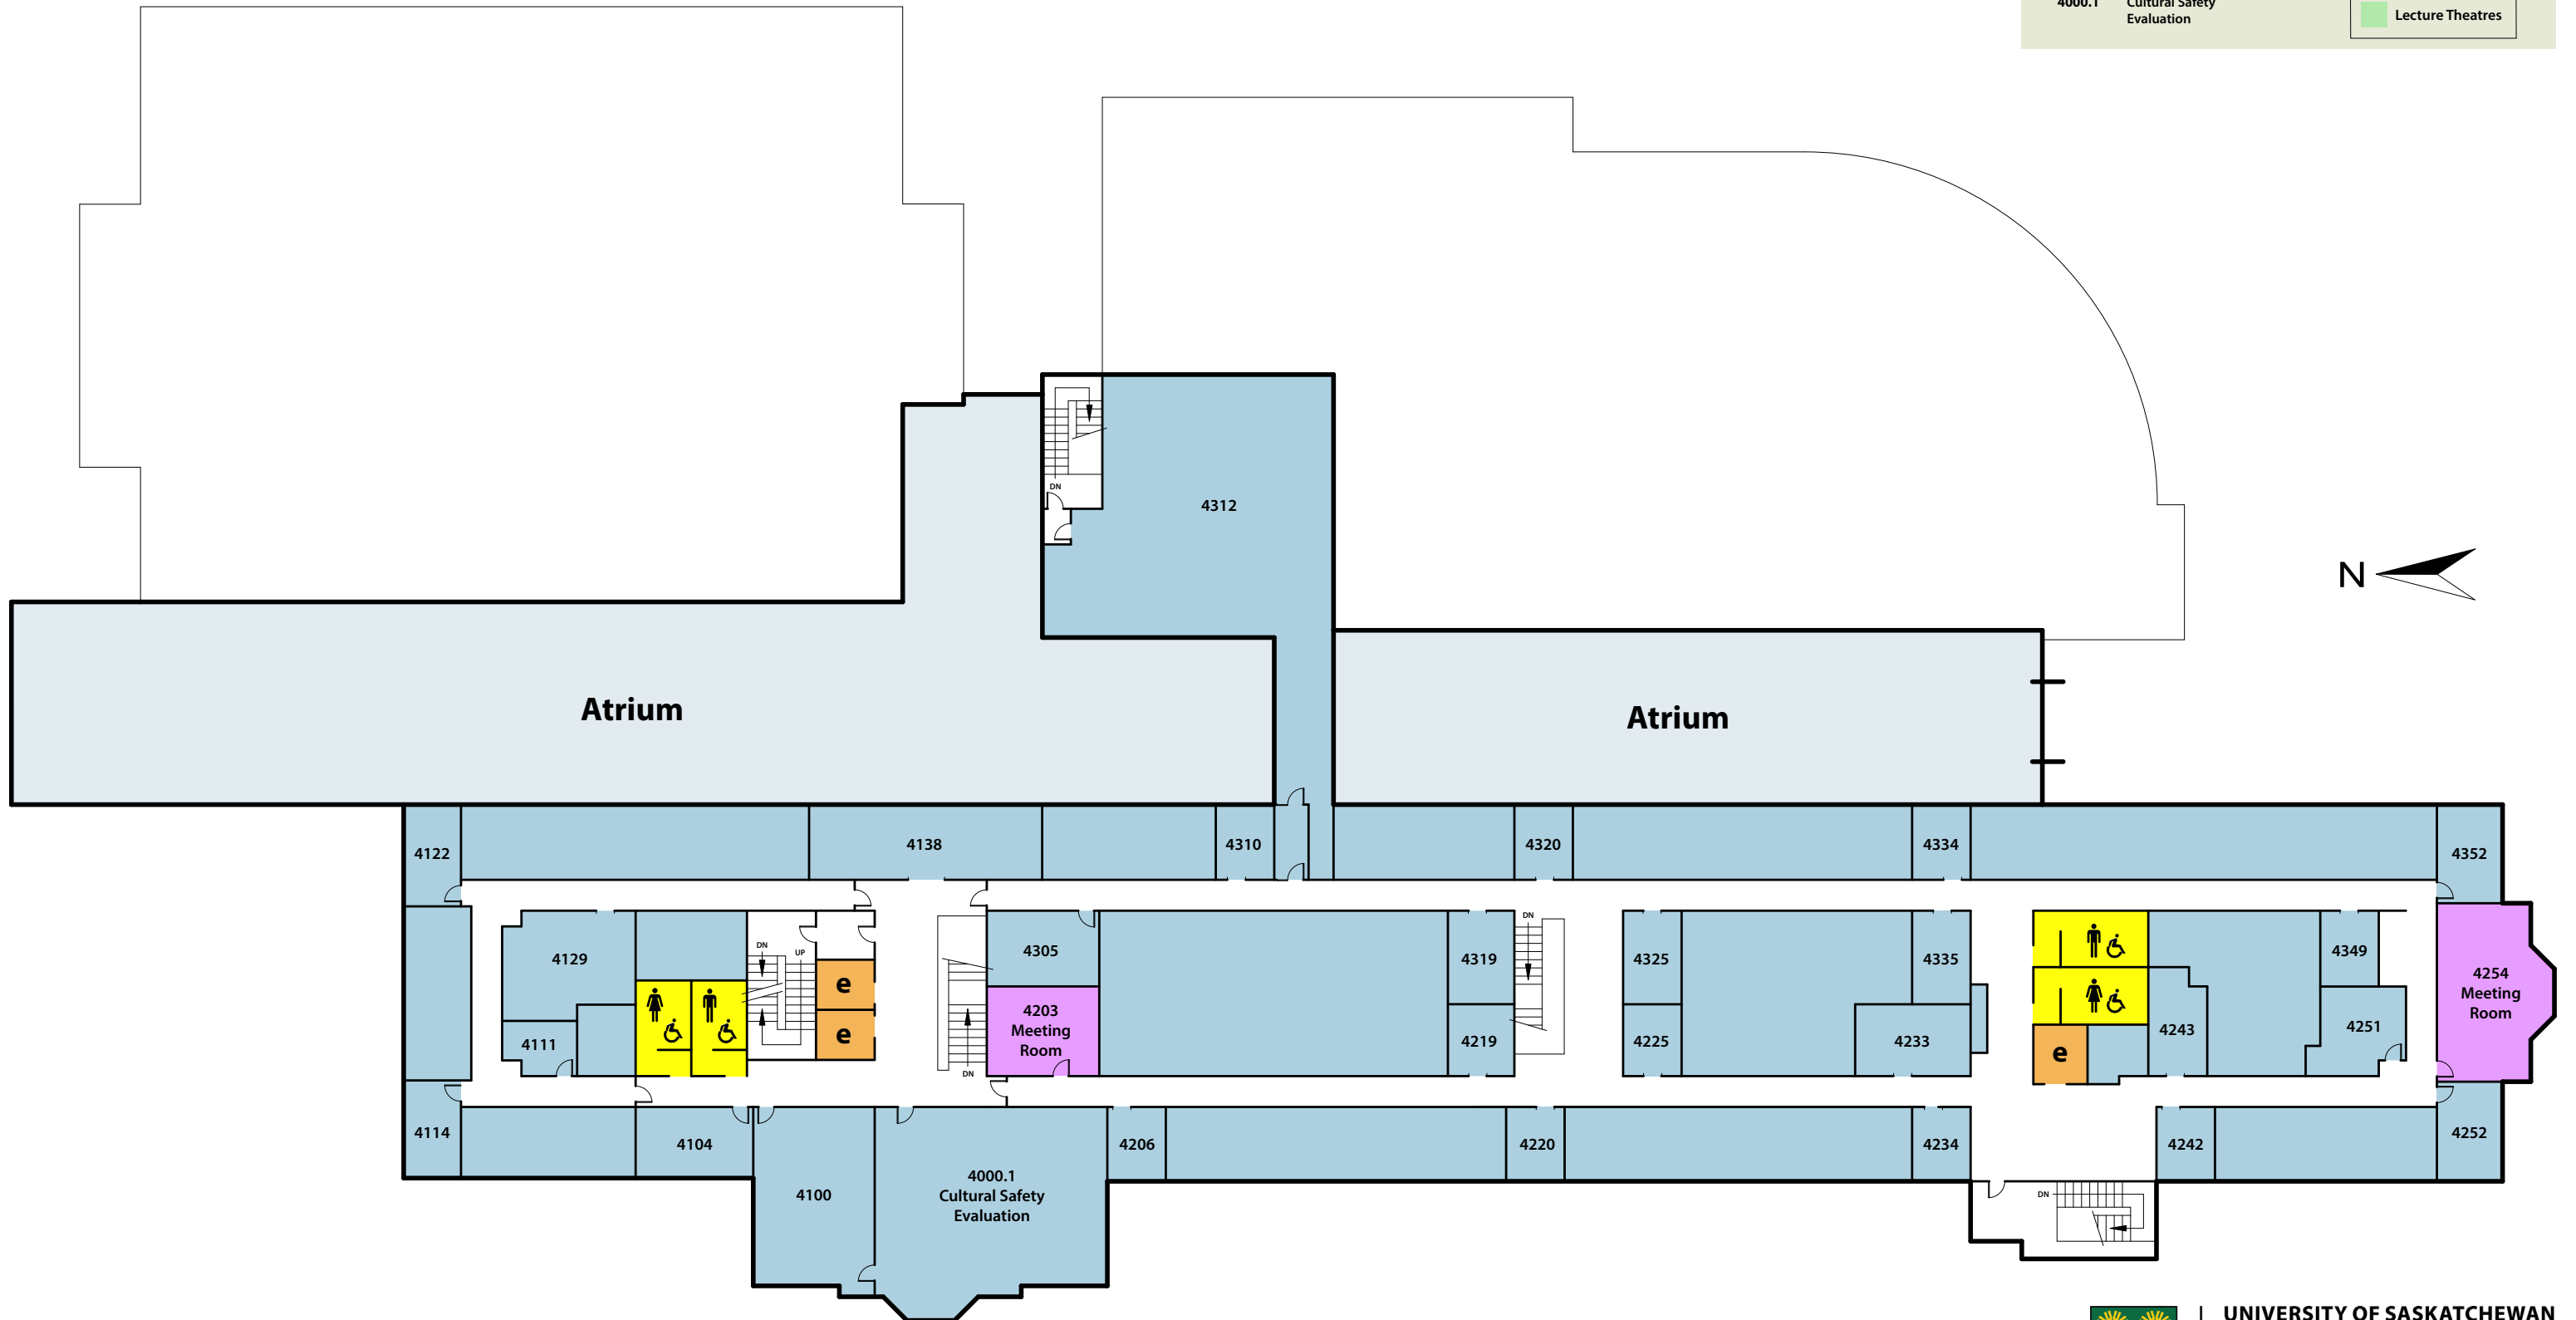 4000.1 Cultural Safety
Evaluation
Lecture Theatres
DN
4312
N
Atrium
Atrium
4122
4138
4310
4320
4334
4352
4129
DN
UP
e
e
4305
4319
DN
4325
4335
4349
4254
Meeting
Room
4203
Meeting
Room
4111
4219
4225
4233
e
4243
4251
DN
4114
4104
4206
4220
4234
4242
4252
4100
4000.1
Cultural Safety
Evaluation
DN
UNIVERSITY OF SASKATCHEWAN